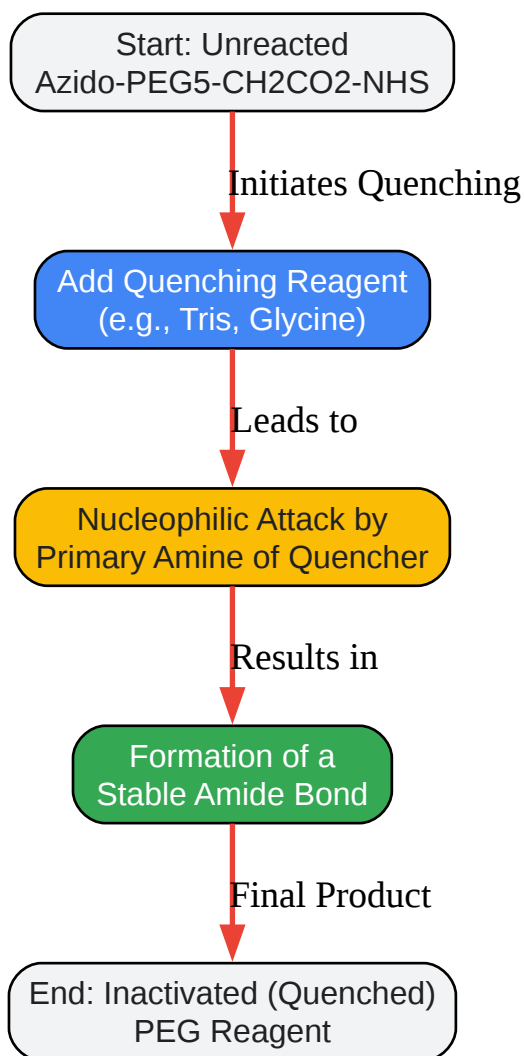 Start: Unreacted
Azido-PEG5-CH2CO2-NHS
Initiates Quenching
Add Quenching Reagent
(e.g., Tris, Glycine)
Leads to
Nucleophilic Attack by
Primary Amine of Quencher
Results in
Formation of a
Stable Amide Bond
Final Product
End: Inactivated (Quenched)
PEG Reagent